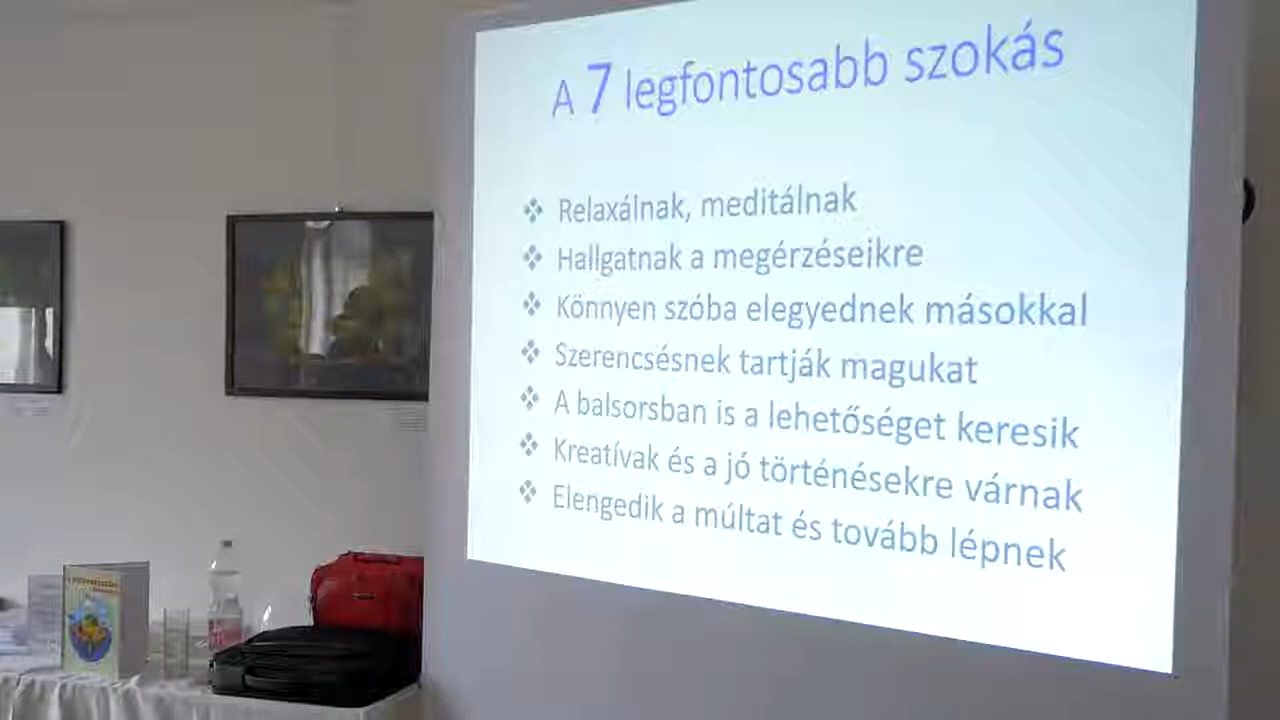 A 7 legfontosabb szokás
Relaxálnak, meditálnak
Hallgatnak a megérzéseikre
Könnyen szóba elegyednek másokkal
Szerencsésnek tartják magukat
A balsorsban is a lehetőséget keresik
Kreatívak és a jó történésekre várnak
Elengedik a múltat és tovább lépnek